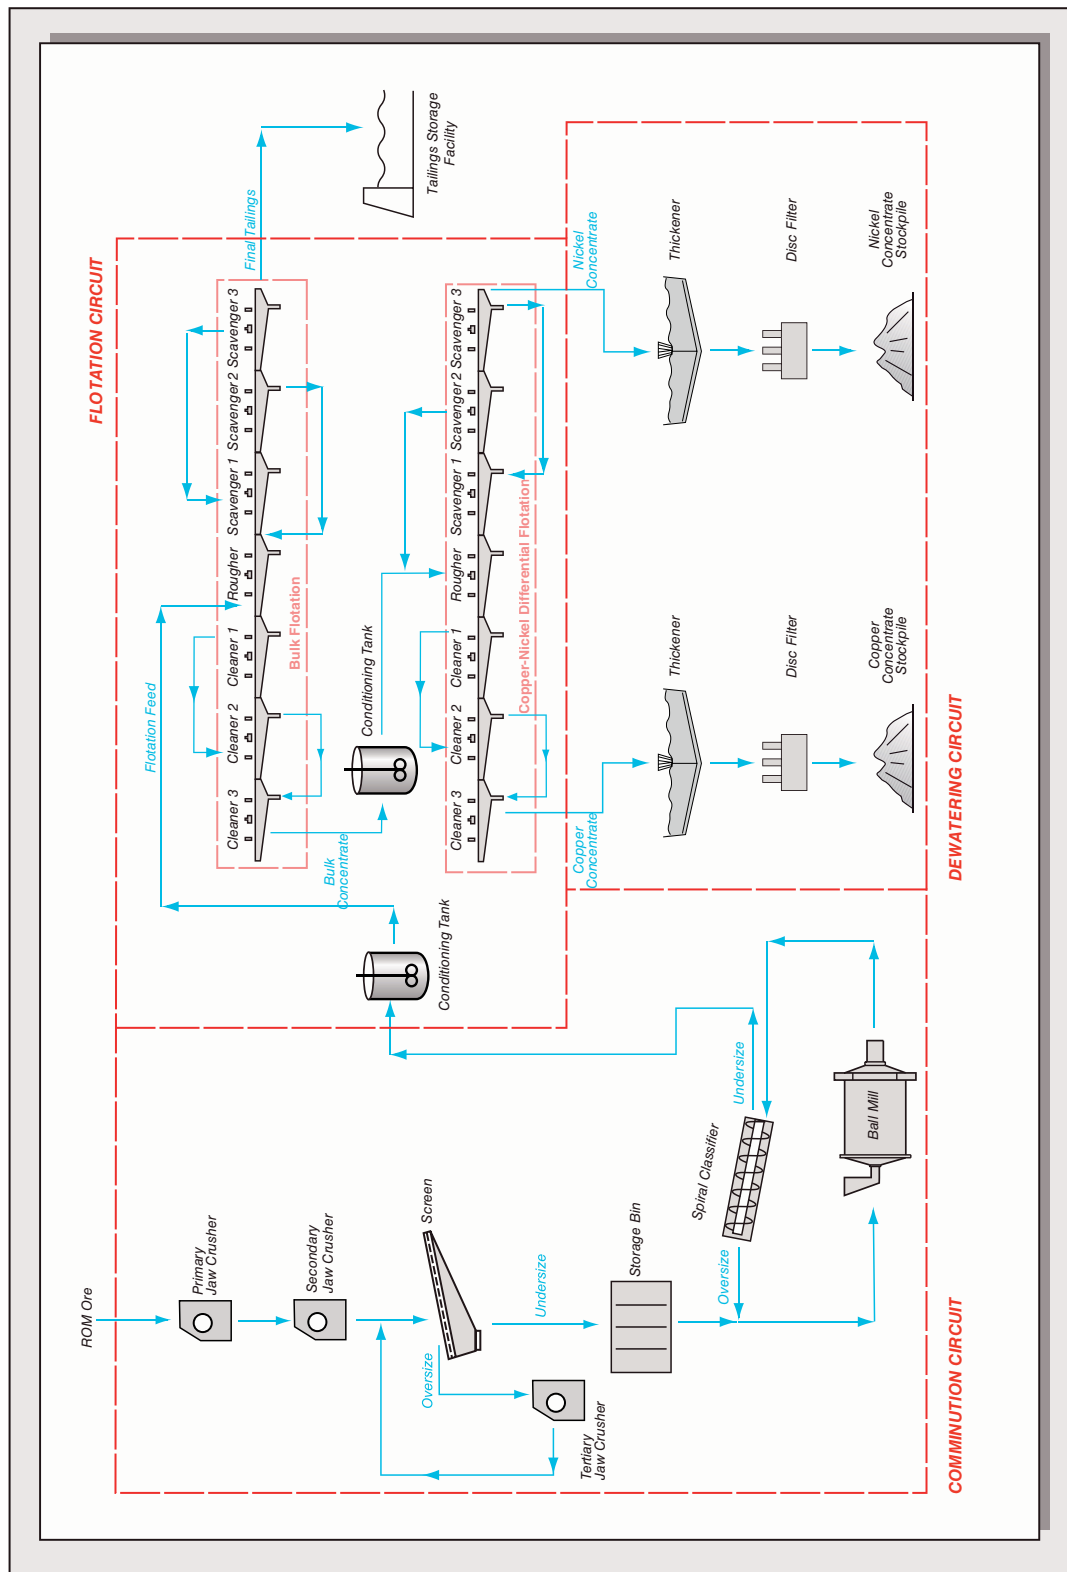 ROM Ore
Primary
Jaw Crusher
Secondary
Jaw Crusher
Screen
Oversize
Tertiary
Jaw Crusher
Undersize
Storage Bin
Spiral Classifier
Oversize
Undersize
Ball Mill
COMMINUTION CIRCUIT
FLOTATION CIRCUIT
Conditioning Tank
Flotation Feed
Cleaner 3
Cleaner 2
Cleaner 1
Rougher
Scavenger 1
Scavenger 2
Scavenger 3
Bulk Flotation
Final Tailings
Tailings Storage
Facility
Bulk
Concentrate
Conditioning Tank
Cleaner 3
Cleaner 2
Cleaner 1
Rougher
Scavenger 1
Scavenger 2
Scavenger 3
Copper-Nickel Differential Flotation
Copper
Concentrate
Nickel
Concentrate
Thickener
Disc Filter
Copper
Concentrate
Stockpile
Thickener
Disc Filter
Nickel
Concentrate
Stockpile
DEWATERING CIRCUIT